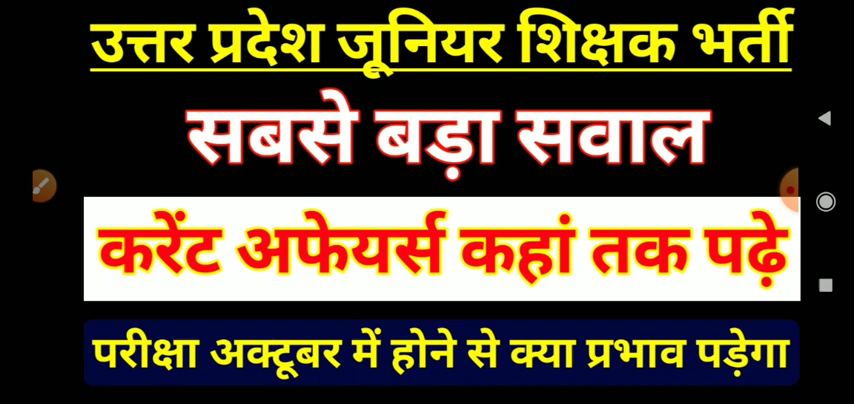 उत्तर प्रदेश जूनियर शिक्षक भर्ती
सबसे बड़ा सवाल
करेंट अफेयर्स कहां तक पढ़े
परीक्षा अक्टूबर में होने से क्या प्रभाव पड़ेगा